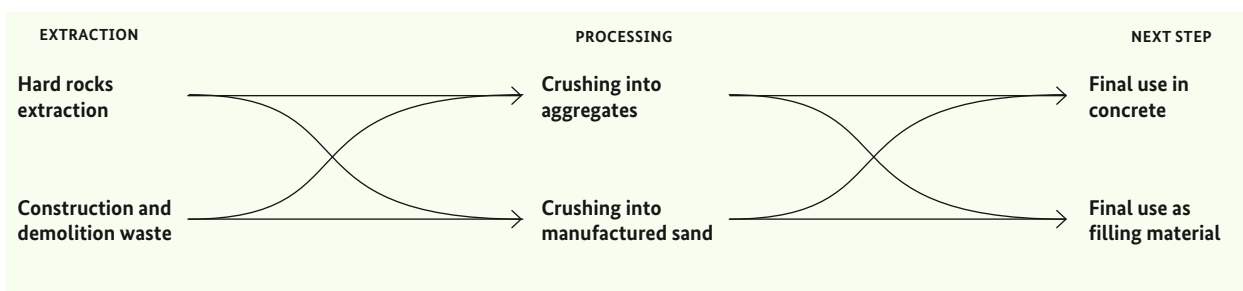 EXTRACTION
PROCESSING
NEXT STEP
Hard rocks
extraction
Crushing into
aggregates
Final use in
concrete
Construction and
demolition waste
Crushing into
manufactured sand
Final use as
filling material